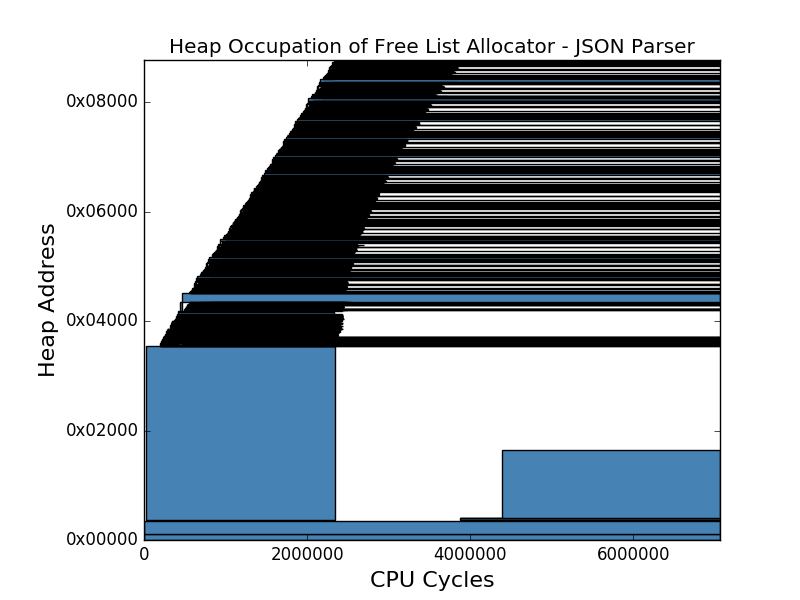 Heap Occupation of Free List Allocator - JSON Parser
0x08000
0x06000
0x04000
0x02000
0x00000
Heap Address
0 2000000 4000000 6000000
CPU Cycles